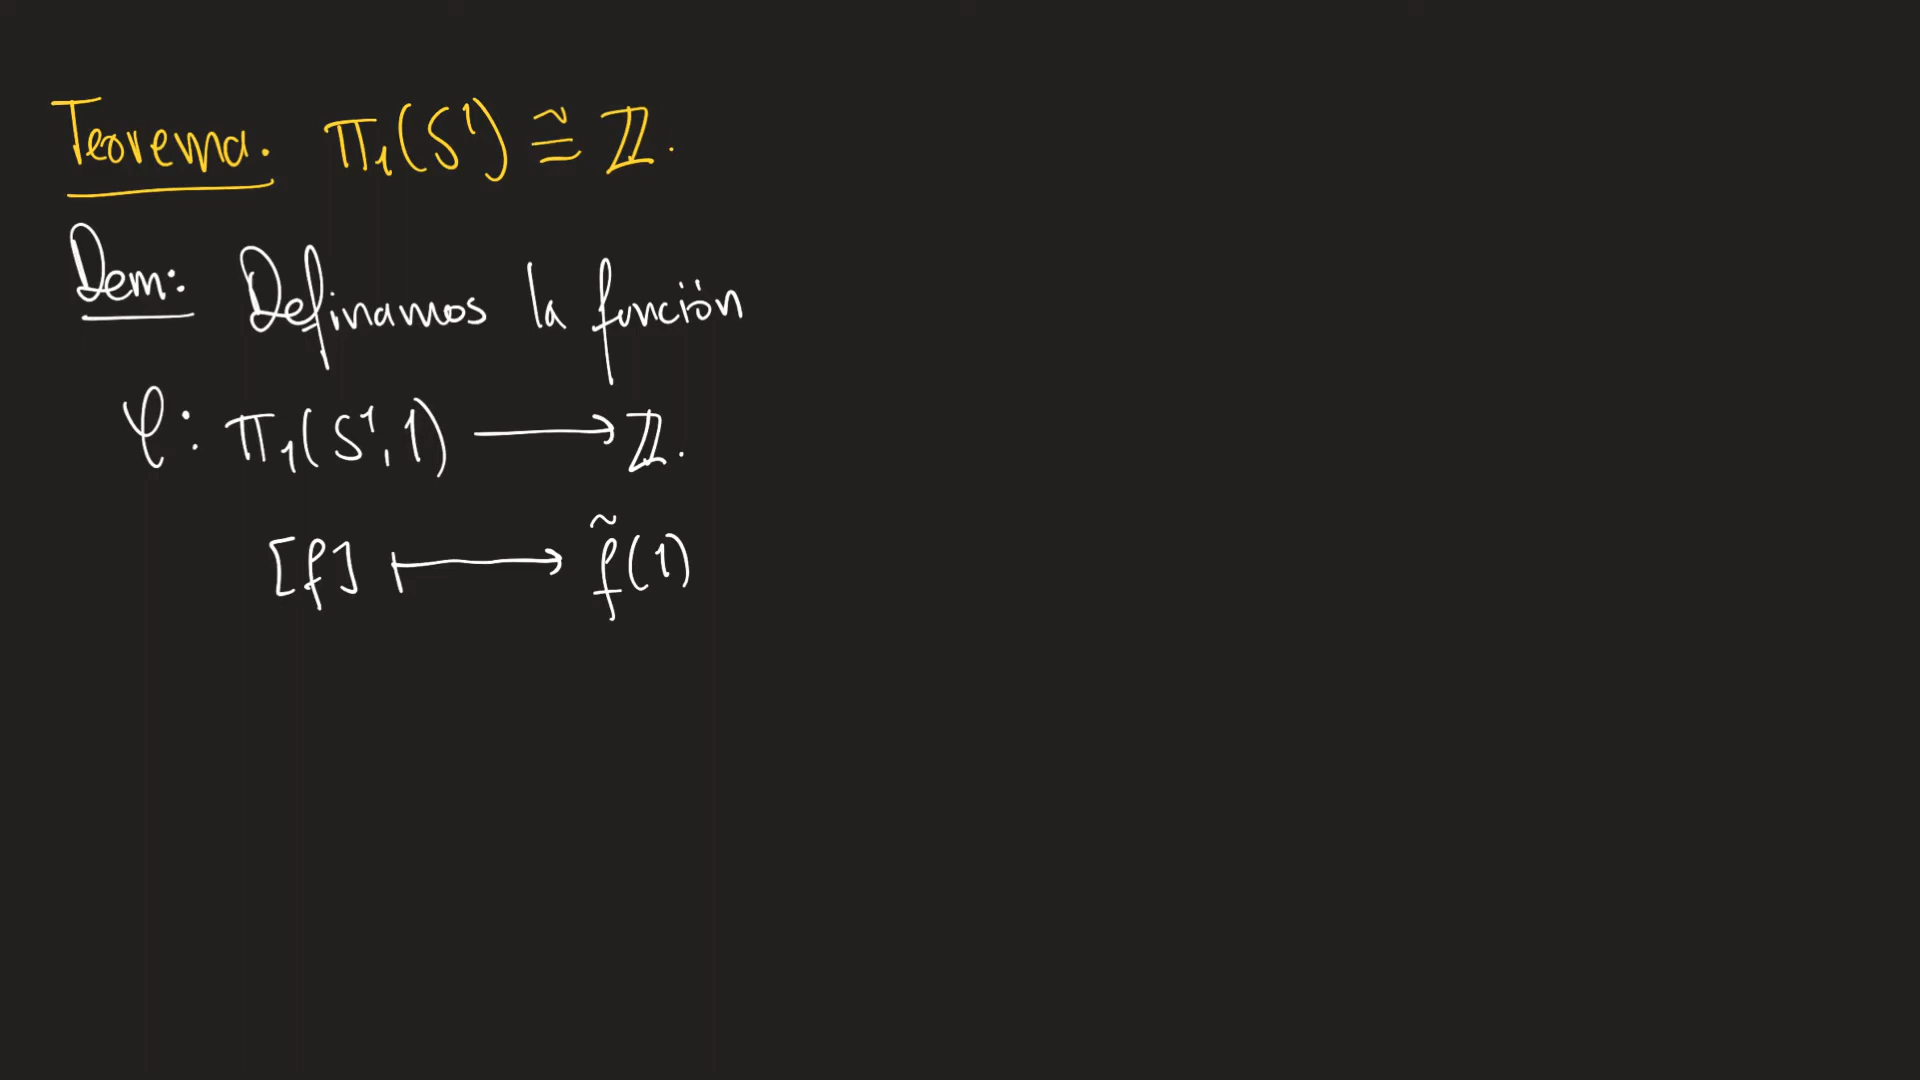 Teorema. π₁(S¹) ≅ ℤ.
Dem: Definamos la función
φ: π₁(S¹, 1) ⟶ ℤ.
[f] ⟼ f̃(1)